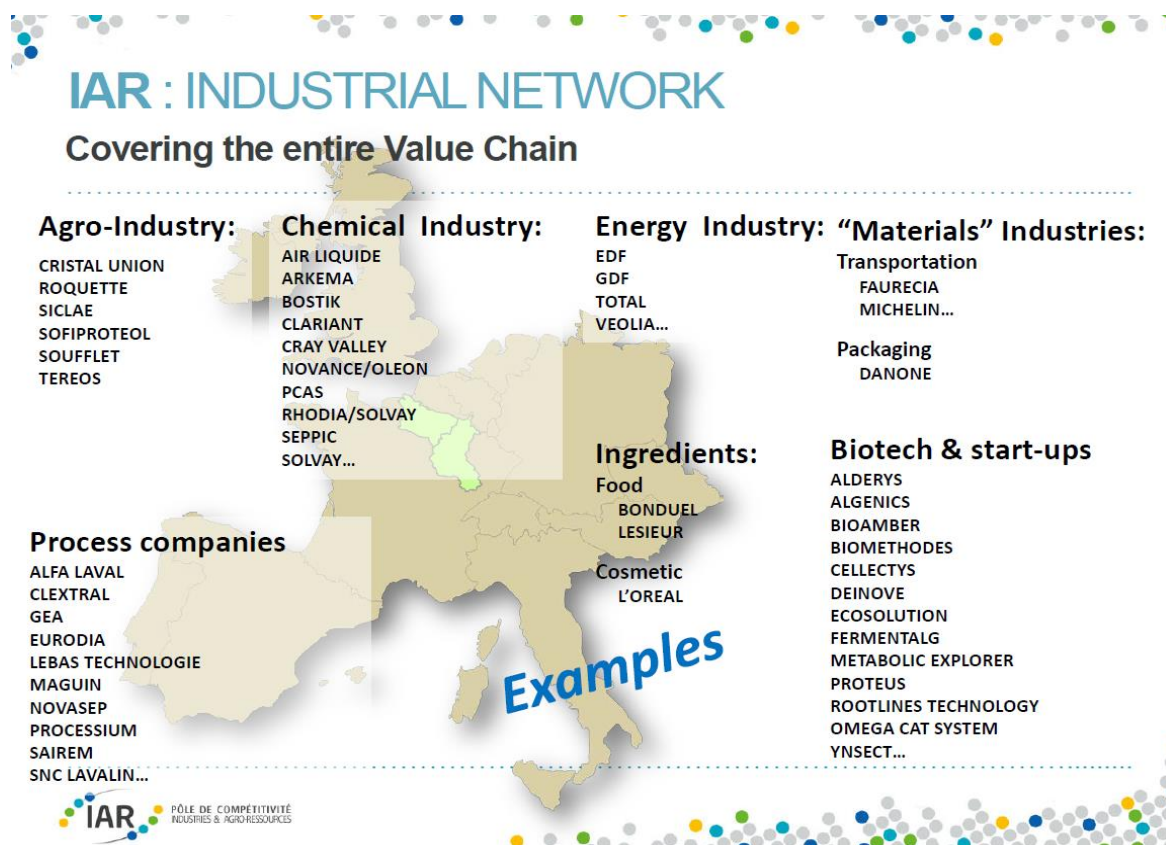 IAR : INDUSTRIAL NETWORK
Covering the entire Value Chain
Agro-Industry:
CRISTAL UNION
ROQUETTE
SICLAE
SOFIPROTEOL
SOUFFLET
TEREOS
Chemical Industry:
AIR LIQUIDE
ARKEMA
BOSTIK
CLARIANT
CRAY VALLEY
NOVANCE/OLEON
PCAS
RHODIA/SOLVAY
SEPPIC
SOLVAY...
Energy Industry:
EDF
GDF
TOTAL
VEOLIA...
“Materials” Industries:
Transportation
FAURECIA
MICHELIN...
Packaging
DANONE
Process companies
ALFA LAVAL
CLEXTRAL
GEA
EURODIA
LEBAS TECHNOLOGIE
MAGUIN
NOVASEP
PROCESSIUM
SAIREM
SNC LAVALIN...
Ingredients:
Food
BONDUEL
LESIEUR
Cosmetic
L’OREAL
Examples
Biotech & start-ups
ALDERYS
ALGENICS
BIOAMBER
BIOMETHODES
CELLECTYS
DEINOVE
ECOSOLUTION
FERMENTALG
METABOLIC EXPLORER
PROTEUS
ROOTLINES TECHNOLOGY
OMEGA CAT SYSTEM
YNSECT...
IAR
PÔLE DE COMPÉTITIVITÉ
INDUSTRIES & AGRO-RESSOURCES